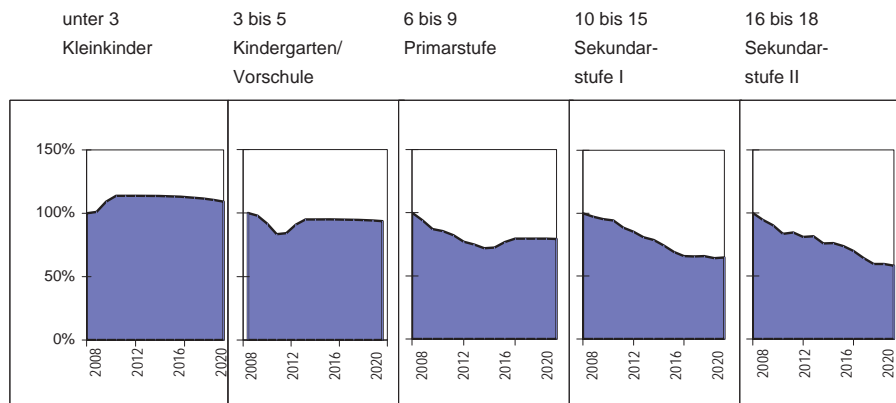 unter 3
Kleinkinder
3 bis 5
Kindergarten/
Vorschule
6 bis 9
Primarstufe
10 bis 15
Sekundar-
stufe I
16 bis 18
Sekundar-
stufe II
150%
100%
50%
0%
2008 2012 2016 2020
2008 2012 2016 2020
2008 2012 2016 2020
2008 2012 2016 2020
2008 2012 2016 2020